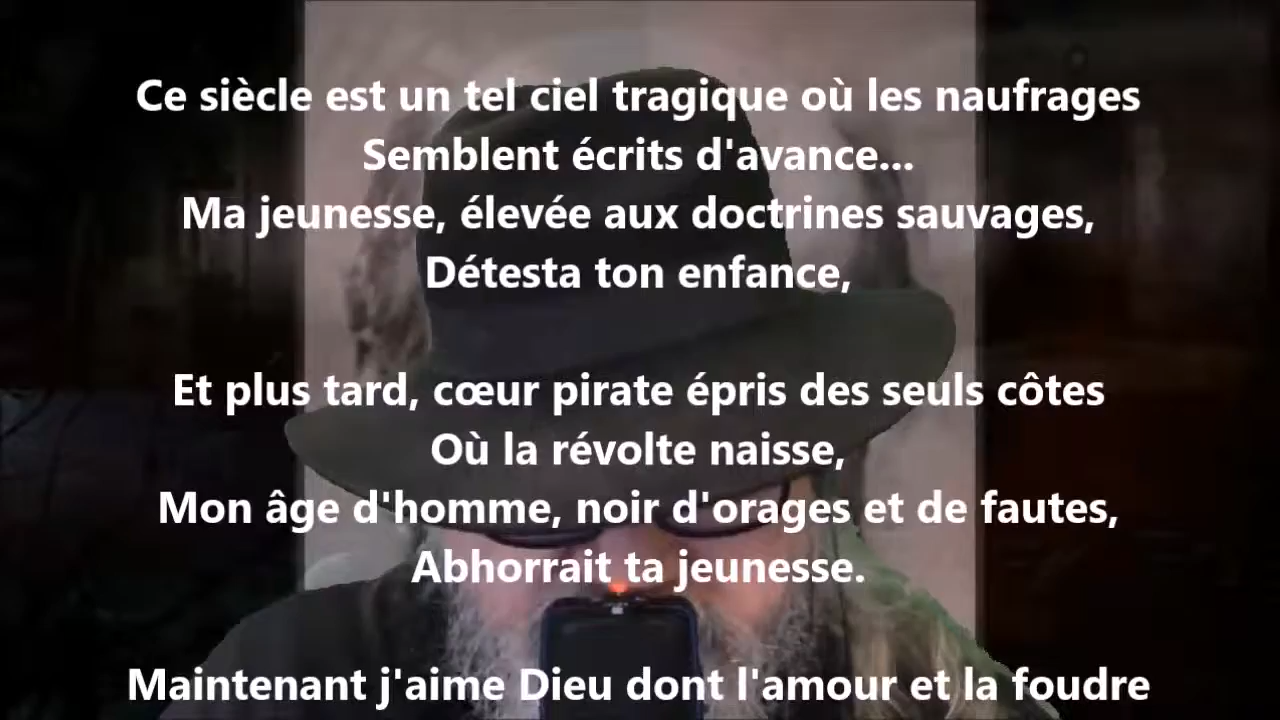 Ce siècle est un tel ciel tragique où les naufrages
Semblent écrits d'avance...
Ma jeunesse, élevée aux doctrines sauvages,
Détesta ton enfance,
Et plus tard, cœur pirate épris des seuls côtes
Où la révolte naisse,
Mon âge d'homme, noir d'orages et de fautes,
Abhorrait ta jeunesse.
Maintenant j'aime Dieu dont l'amour et la foudre